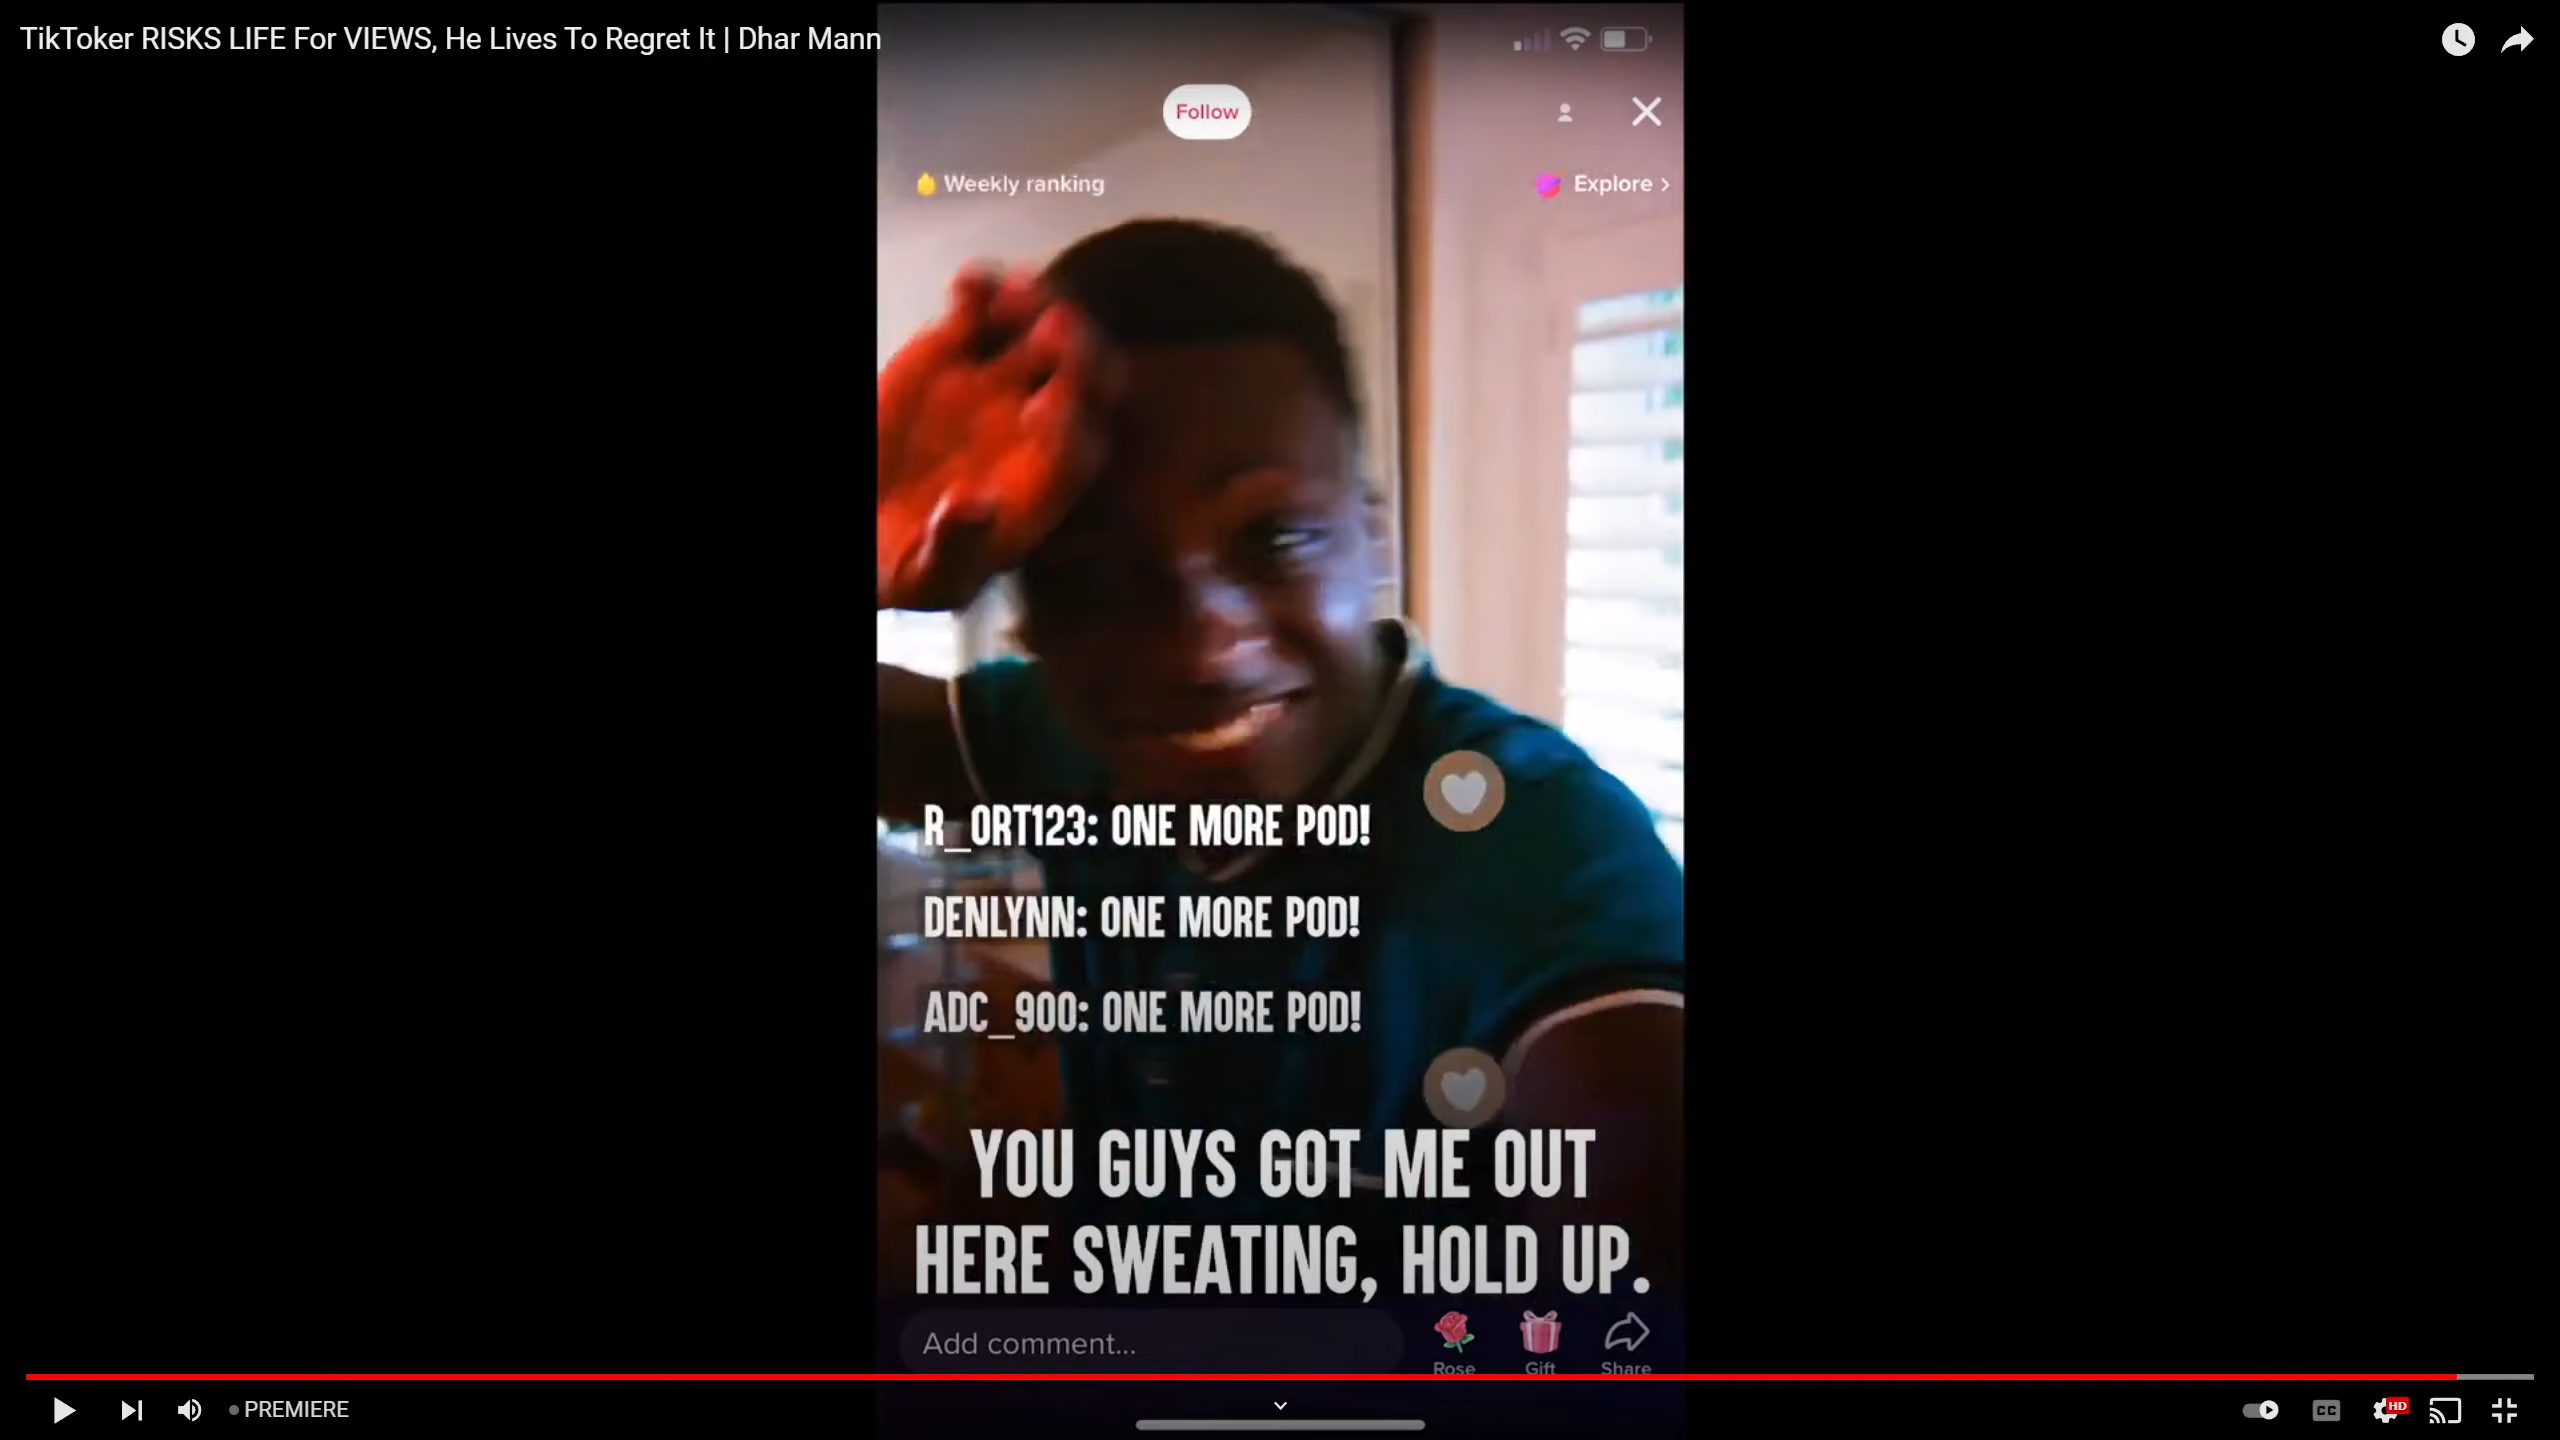 TikToker RISKS LIFE For VIEWS, He Lives To Regret It | Dhar Mann
Follow
Weekly ranking
Explore >
R_ORT123: ONE MORE POD!
DENLYNN: ONE MORE POD!
ADC_900: ONE MORE POD!
YOU GUYS GOT ME OUT
HERE SWEATING, HOLD UP.
Add comment...
Rose
Gift
Share
PREMIERE
CC
HD